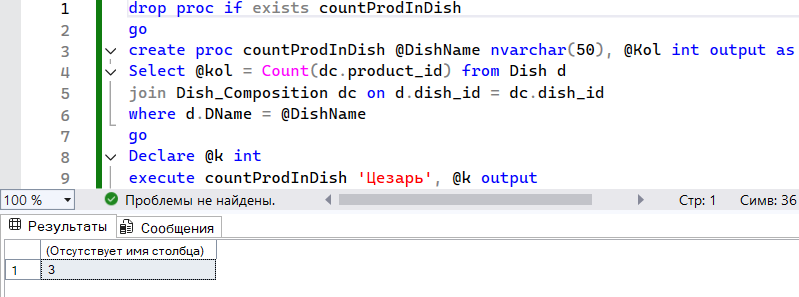 1 drop proc if exists countProdInDish
2 go
3 create proc countProdInDish @DishName nvarchar(50), @Kol int output as
4 Select @kol = Count(dc.product_id) from Dish d
5 join Dish_Composition dc on d.dish_id = dc.dish_id
6 where d.DName = @DishName
7 go
8 Declare @k int
9 execute countProdInDish 'Цезарь', @k output
100 % Проблемы не найдены. Стр: 1 Симв: 36
Результаты Сообщения
(Отсутствует имя столбца)
1 3